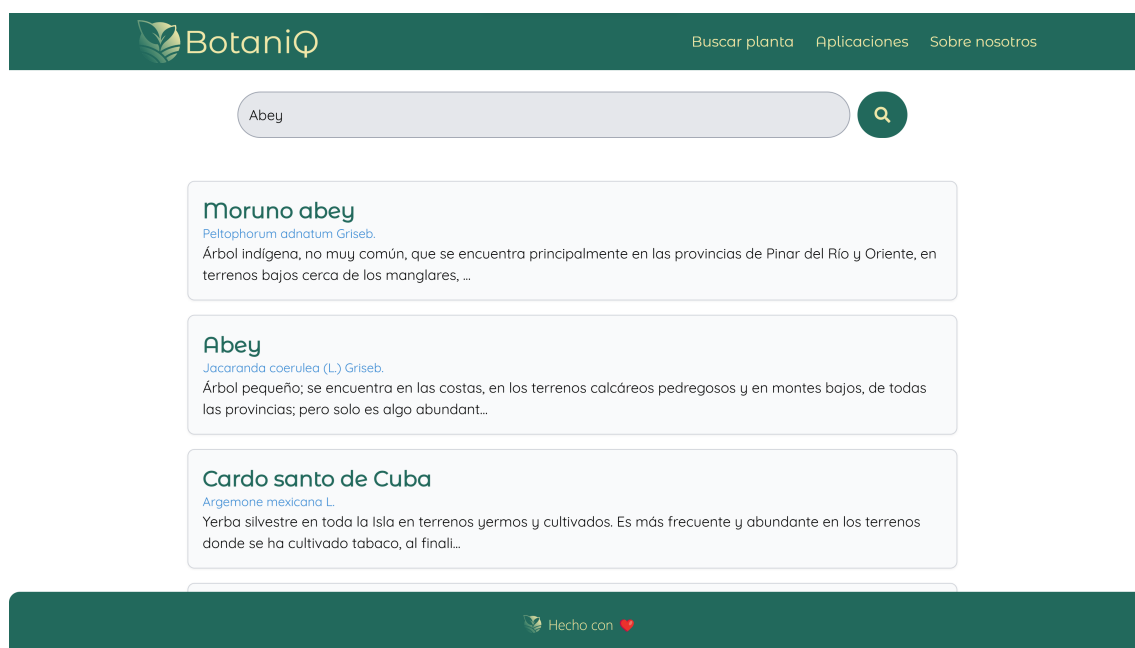 BotaniQ
Buscar planta Aplicaciones Sobre nosotros
Abey
Moruno abey
Peltophorum adnatum Griseb.
Árbol indígena, no muy común, que se encuentra principalmente en las provincias de Pinar del Río y Oriente, en
terrenos bajos cerca de los manglares, ...
Abey
Jacaranda coerulea (L.) Griseb.
Árbol pequeño; se encuentra en las costas, en los terrenos calcáreos pedregosos y en montes bajos, de todas
las provincias; pero solo es algo abundant...
Cardo santo de Cuba
Argemone mexicana L.
Yerba silvestre en toda la Isla en terrenos yermos y cultivados. Es más frecuente y abundante en los terrenos
donde se ha cultivado tabaco, al finali...
Hecho con ❤️